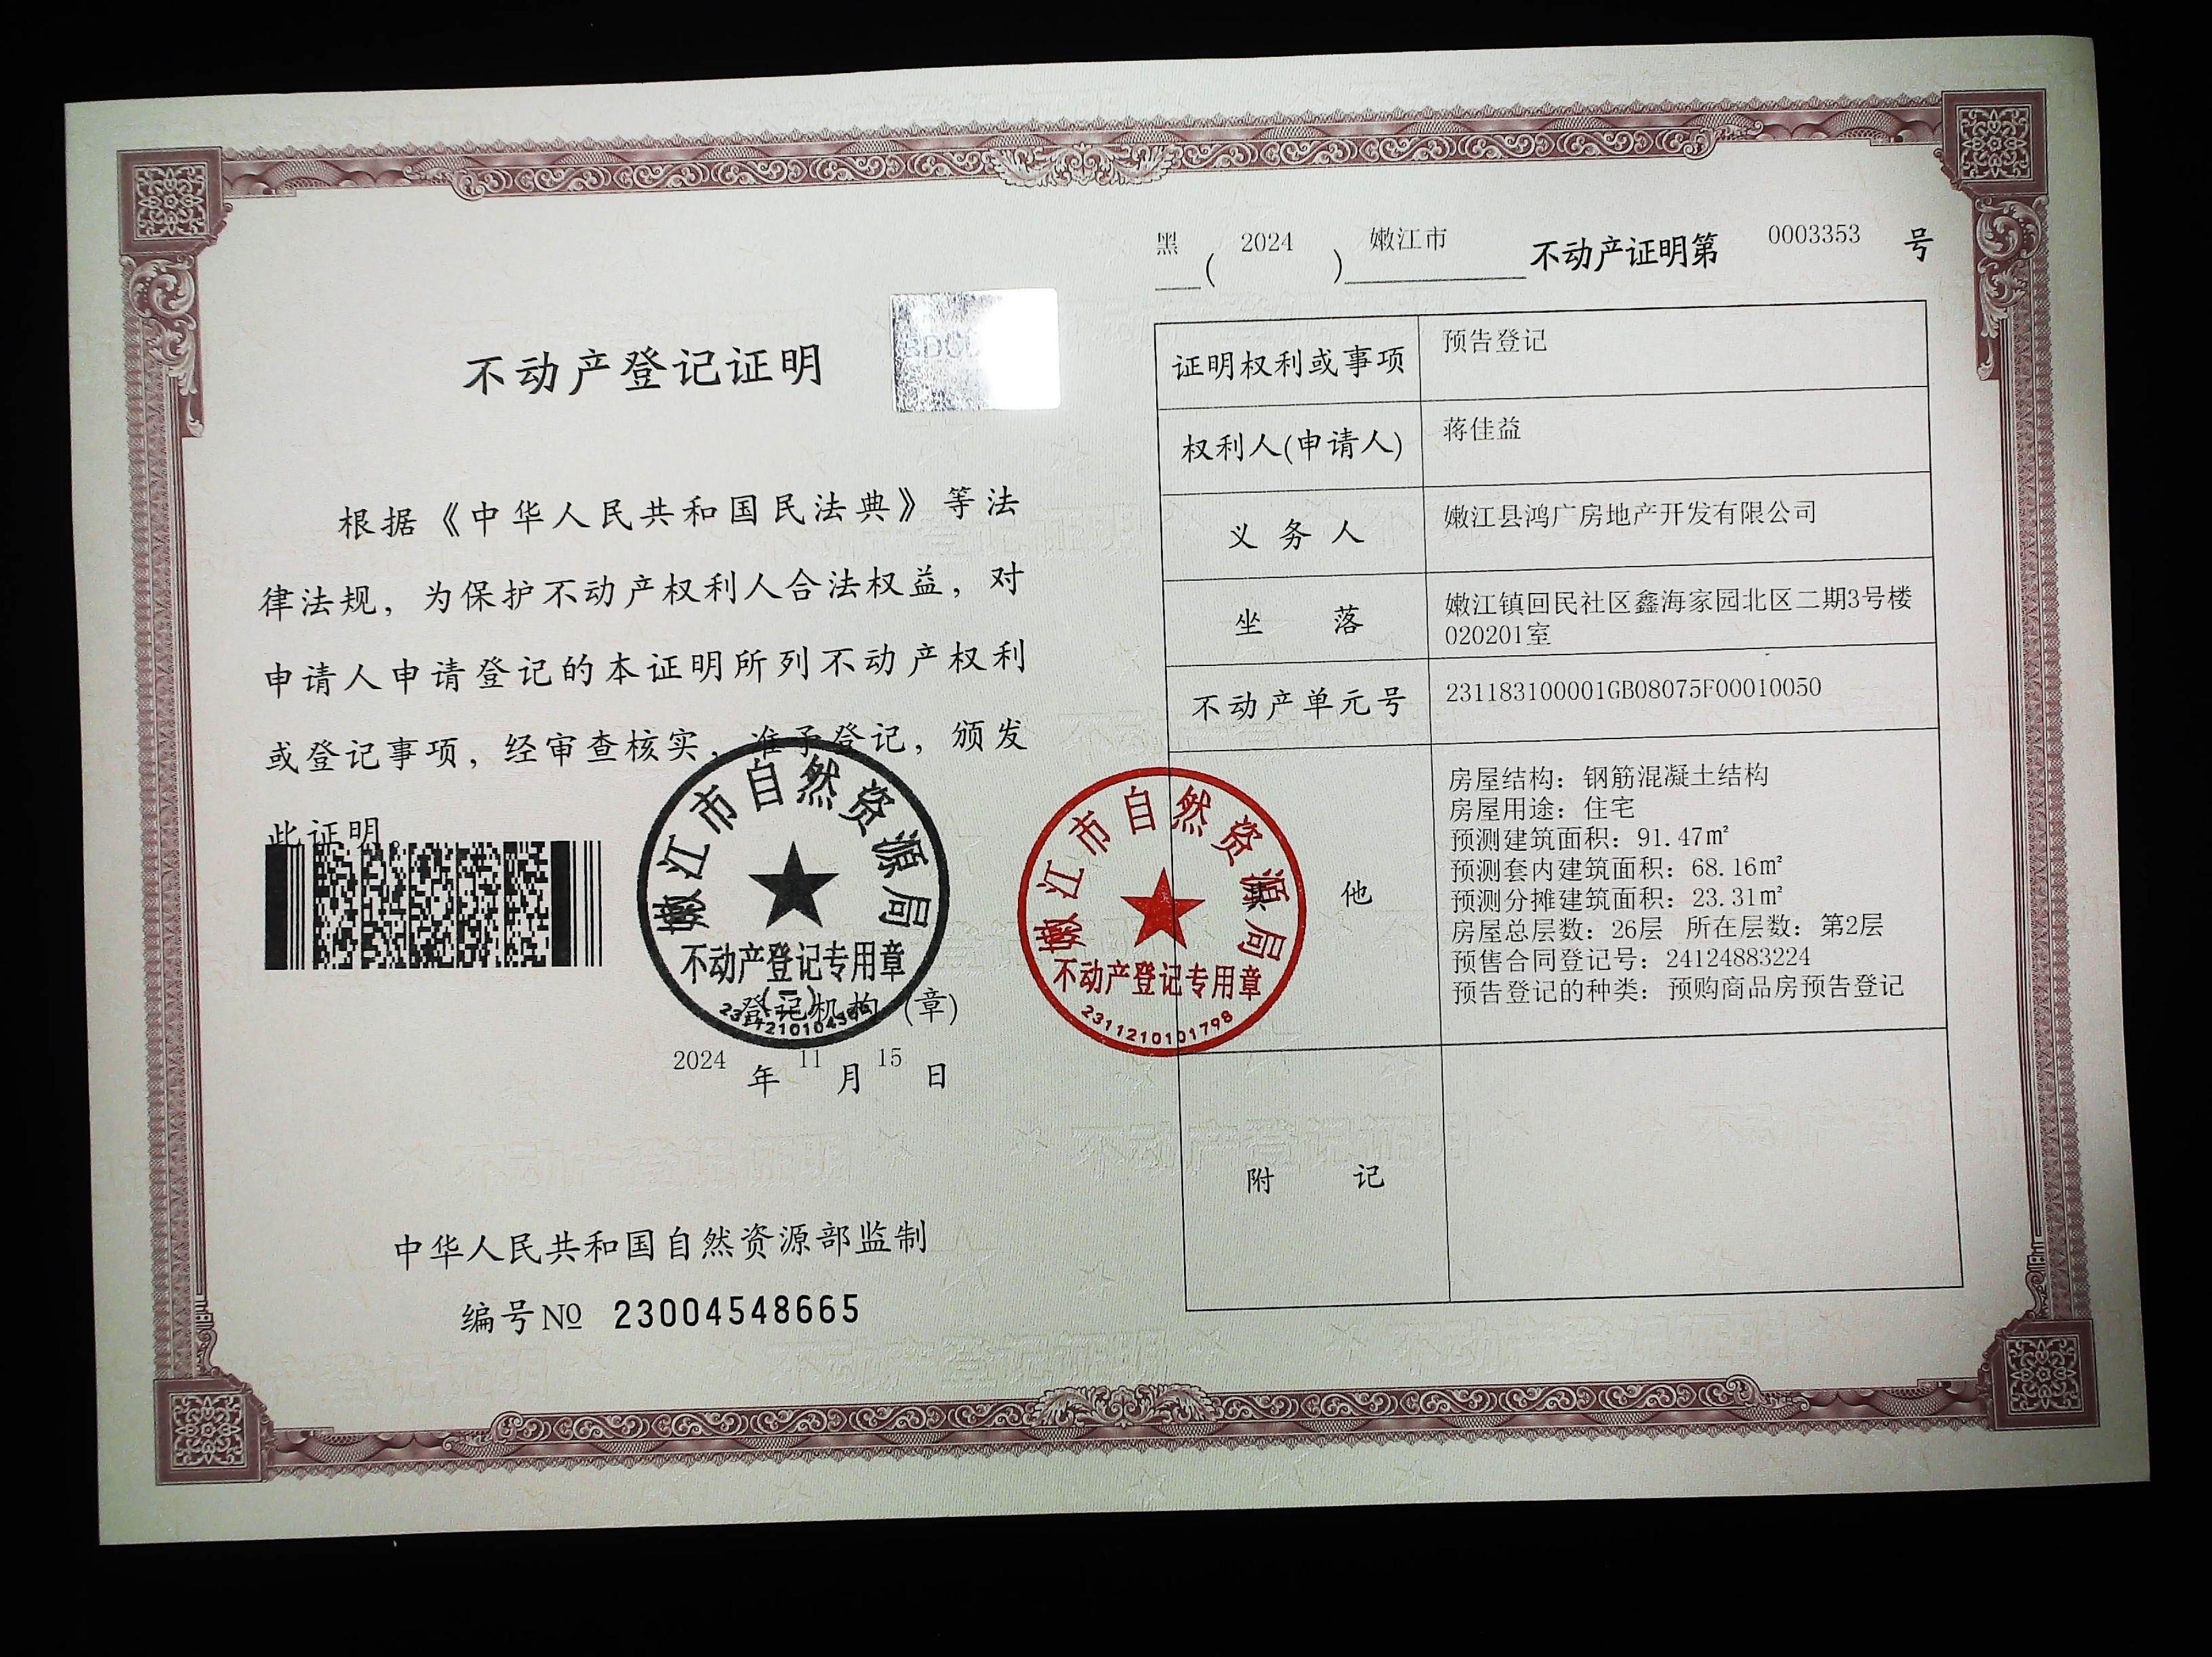 不动产登记证明
根据《中华人民共和国民法典》等法
律法规，为保护不动产权利人合法权益，对
申请人申请登记的本证明所列不动产权利
或登记事项，经审查核实，准予登记，颁发
此证明。
嫩江市自然资源局
不动产登记专用章
登记机构（章）
2024 年 11 月 15 日
中华人民共和国自然资源部监制
编号№ 23004548665
黑 ( 2024 ) 嫩江市 不动产证明第 0003353 号
证明权利或事项 预告登记
权利人(申请人) 蒋佳益
义务人 嫩江县鸿广房地产开发有限公司
坐落 嫩江镇回民社区鑫海家园北区二期3号楼
020201室
不动产单元号 231183100001GB08075F00010050
其他
房屋结构：钢筋混凝土结构
房屋用途：住宅
预测建筑面积：91.47㎡
预测套内建筑面积：68.16㎡
预测分摊建筑面积：23.31㎡
房屋总层数：26层 所在层数：第2层
预售合同登记号：24124883224
预告登记的种类：预购商品房预告登记
嫩江市自然资源局
不动产登记专用章
2311210101798
附记